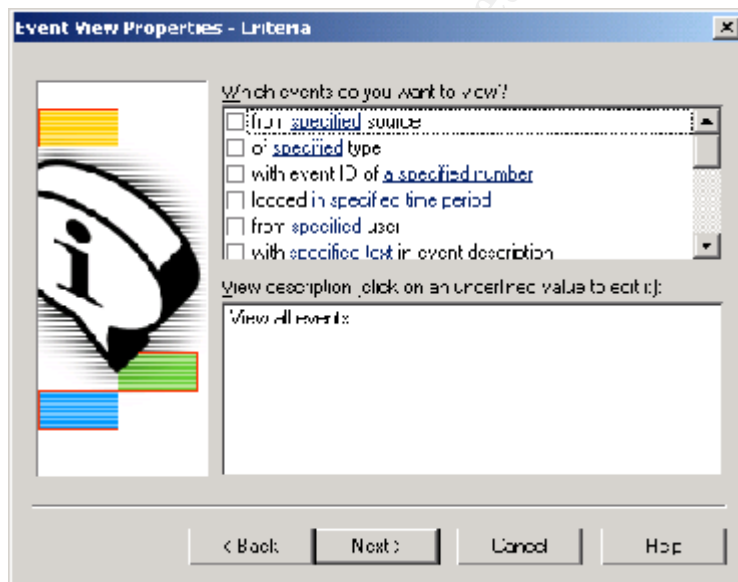 Event View Properties - Criteria
Which events do you want to view?
from specified source
of specified type
with event ID of a specified number
logged in specified time period
from specified user
with specified text in event description
View description (click on an underlined value to edit it):
View all events
< Back
Next >
Cancel
Help